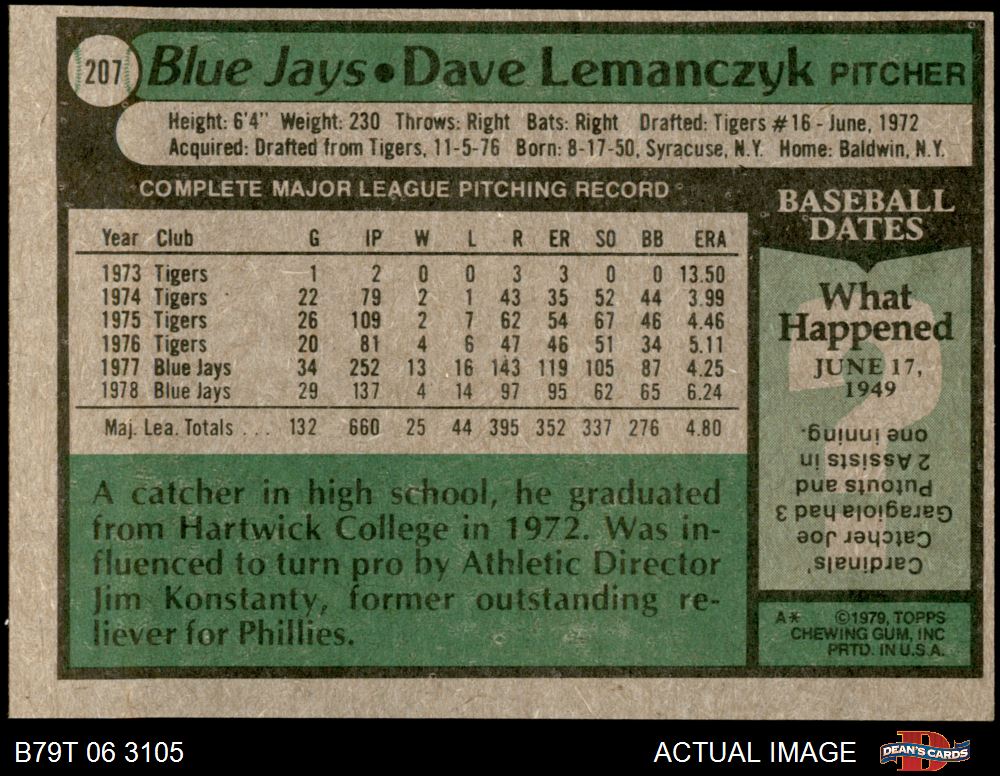 207 Blue Jays • Dave Lemanczyk PITCHER
Height: 6'4" Weight: 230 Throws: Right Bats: Right Drafted: Tigers #16 - June, 1972
Acquired: Drafted from Tigers, 11-5-76 Born: 8-17-50, Syracuse, N.Y. Home: Baldwin, N.Y.
COMPLETE MAJOR LEAGUE PITCHING RECORD
Year Club G IP W L R ER SO BB ERA
1973 Tigers 1 2 0 0 3 3 0 0 13.50
1974 Tigers 22 79 2 1 43 35 52 44 3.99
1975 Tigers 26 109 2 7 62 54 67 46 4.46
1976 Tigers 20 81 4 6 47 46 51 34 5.11
1977 Blue Jays 34 252 13 16 143 119 105 87 4.25
1978 Blue Jays 29 137 4 14 97 95 62 65 6.24
Maj. Lea. Totals ... 132 660 25 44 395 352 337 276 4.80
A catcher in high school, he graduated
from Hartwick College in 1972. Was in-
fluenced to turn pro by Athletic Director
Jim Konstanty, former outstanding re-
liever for Phillies.
BASEBALL
DATES
What
Happened
JUNE 17,
1949
Cardinals'
Catcher Joe
Garagiola had 3
Putouts and
2 Assists in
one inning.
A* ©1979, TOPPS
CHEWING GUM, INC
PRTD. IN U.S.A.
B79T 06 3105
ACTUAL IMAGE
DEAN'S CARDS